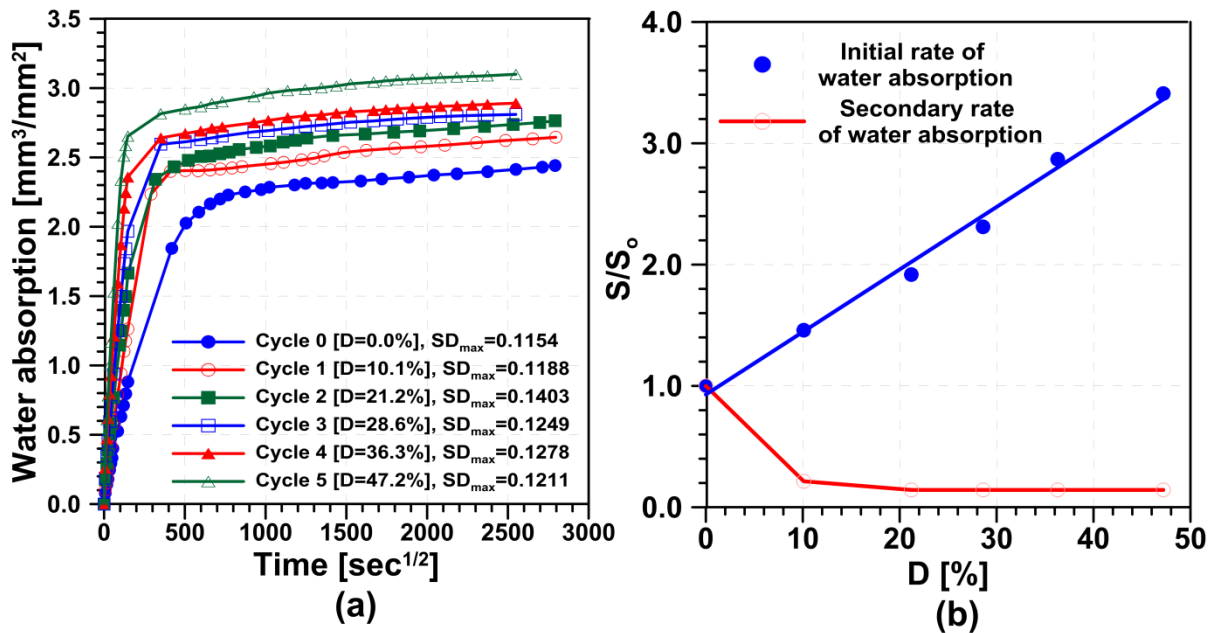 Water absorption [mm³/mm²]
3.5
3.0
2.5
2.0
1.5
1.0
0.5
0.0
Cycle 0 [D=0.0%], SDmax=0.1154
Cycle 1 [D=10.1%], SDmax=0.1188
Cycle 2 [D=21.2%], SDmax=0.1403
Cycle 3 [D=28.6%], SDmax=0.1249
Cycle 4 [D=36.3%], SDmax=0.1278
Cycle 5 [D=47.2%], SDmax=0.1211
0 500 1000 1500 2000 2500 3000
Time [sec1/2]
(a)
S/So
4.0
3.0
2.0
1.0
0.0
Initial rate of
water absorption
Secondary rate
of water absorption
0 10 20 30 40 50
D [%]
(b)